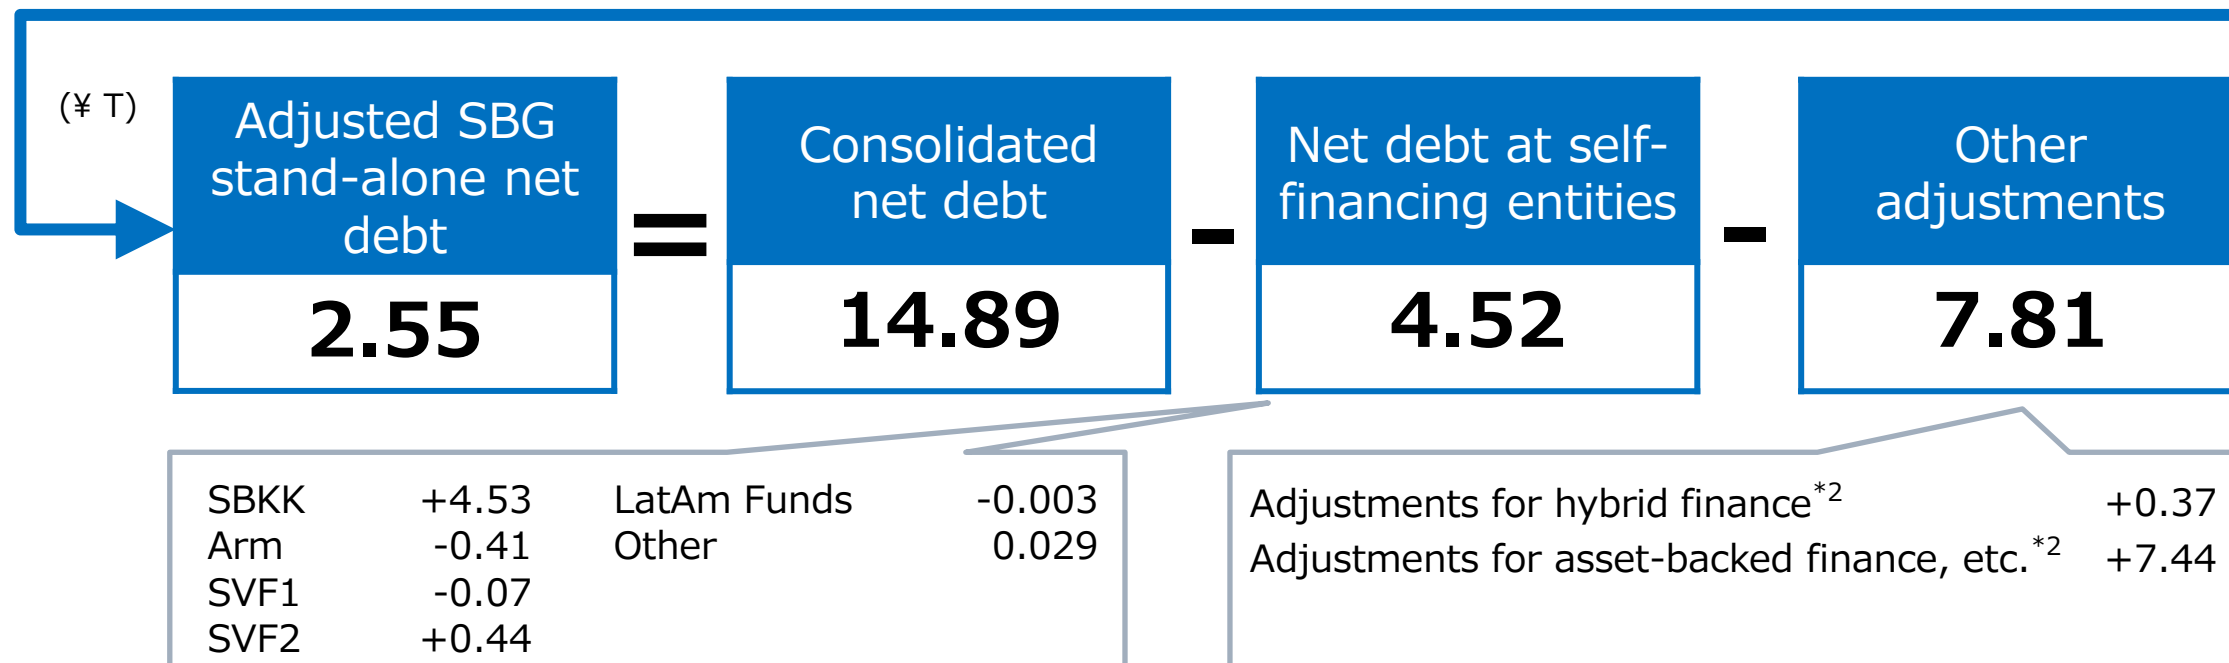 (¥ T)
Adjusted SBG
stand-alone net
debt
2.55
=
Consolidated
net debt
14.89
-
Net debt at self-
financing entities
4.52
-
Other
adjustments
7.81
SBKK +4.53 LatAm Funds -0.003
Arm -0.41 Other 0.029
SVF1 -0.07
SVF2 +0.44
Adjustments for hybrid finance*2 +0.37
Adjustments for asset-backed finance, etc.*2 +7.44